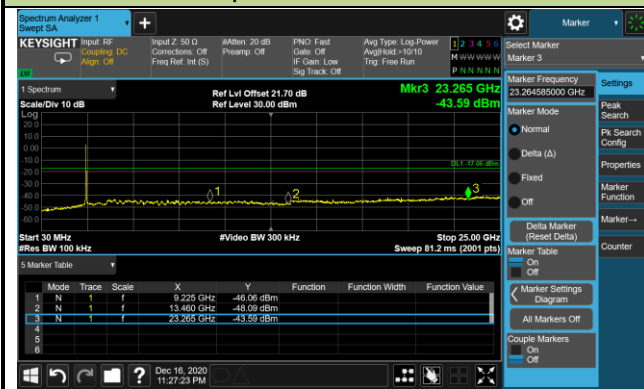 Spectrum Analyzer 1
Swept SA
Marker
KEYSIGHT
Input: RF
Coupling: DC
Align: Off
Input Z: 50 Ω
Corrections: Off
Freq Ref: Int (S)
#Atten: 20 dB
Preamp: Off
PNO: Fast
Gate: Off
IF Gain: Low
Sig Track: Off
Avg Type: Log-Power
Avg|Hold:>10/10
Trig: Free Run
1 2 3 4 5 6
M W W W W W
P N N N N N
LW
Select Marker
Marker 3
1 Spectrum
Scale/Div 10 dB
Ref Lvl Offset 21.70 dB
Ref Level 30.00 dBm
Mkr3 23.265 GHz
-43.59 dBm
Log
20.0
10.0
0.00
-10.0
-20.0
-30.0
-40.0
-50.0
-60.0
DL1 -17.06 dBm
1
2
3
Start 30 MHz
#Res BW 100 kHz
#Video BW 300 kHz
Stop 25.00 GHz
Sweep 81.2 ms (2001 pts)
5 Marker Table
Mode Trace Scale X Y Function Function Width Function Value
1 N 1 f 9.225 GHz -46.06 dBm
2 N 1 f 13.460 GHz -48.09 dBm
3 N 1 f 23.265 GHz -43.59 dBm
4
5
6
Marker Frequency
23.264585000 GHz
Marker Mode
Normal
Delta (Δ)
Fixed
Off
Delta Marker
(Reset Delta)
Marker Table
On
Off
Marker Settings
Diagram
All Markers Off
Couple Markers
On
Off
Settings
Peak
Search
Pk Search
Config
Properties
Marker
Function
Marker→
Counter
?
Dec 16, 2020
11:27:23 PM